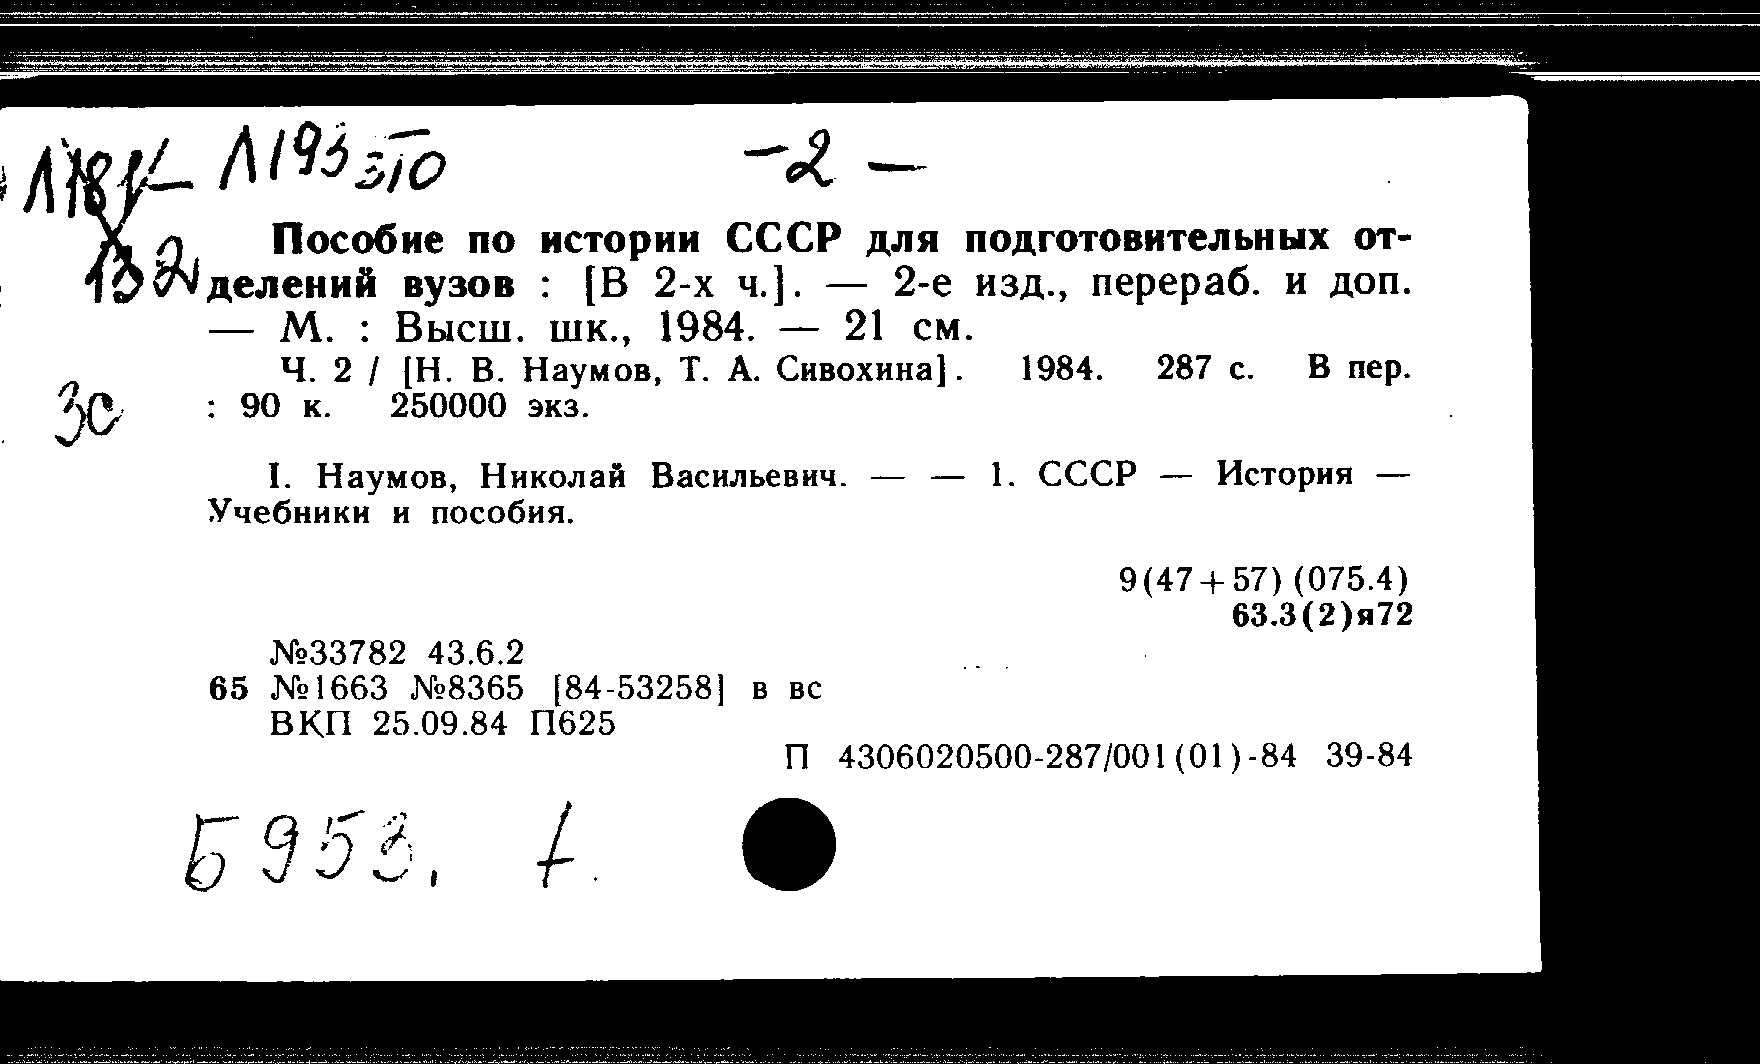 Л193
310
-2-
Пособие по истории СССР для подготовительных от-
делений вузов : [В 2-х ч.]. — 2-е изд., перераб. и доп.
— М. : Высш. шк., 1984. — 21 см.
Ч. 2 / [Н. В. Наумов, Т. А. Сивохина]. 1984. 287 с. В пер.
: 90 к. 250000 экз.
I. Наумов, Николай Васильевич. — — 1. СССР — История —
Учебники и пособия.
9(47+57)(075.4)
63.3(2)я72
№33782 43.6.2
65 №1663 №8365 [84-53258] в вс
ВКП 25.09.84 П625
П 4306020500-287/001(01)-84 39-84
Б953.